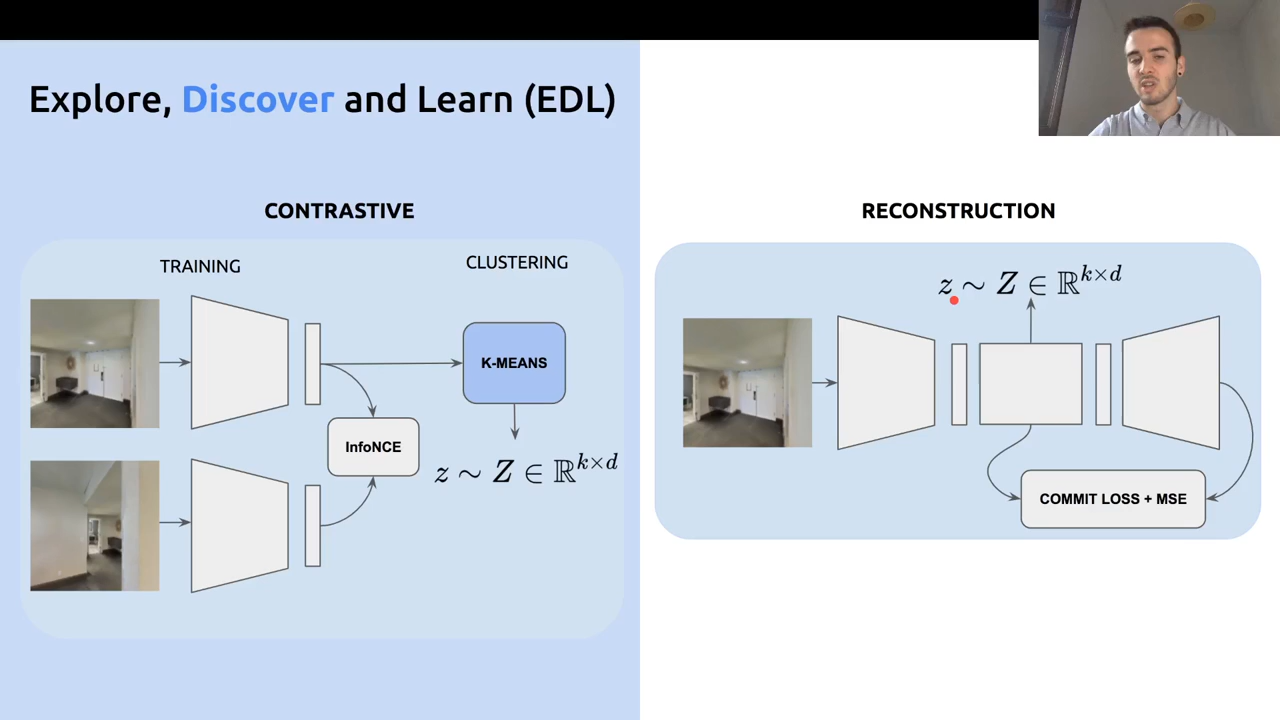 Explore, Discover and Learn (EDL)
CONTRASTIVE
TRAINING
CLUSTERING
K-MEANS
InfoNCE
z ∼ Z ∈ ℝ^{k×d}
RECONSTRUCTION
z ∼ Z ∈ ℝ^{k×d}
COMMIT LOSS + MSE